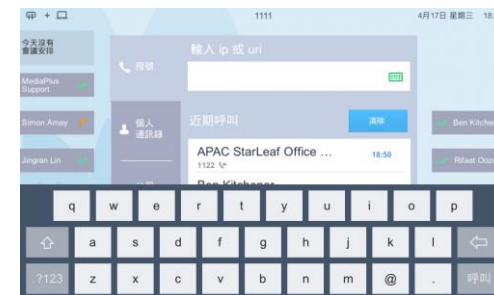 1111
4月17日 星期三 18:
今天沒有
會議安排
輸入 ip 或 uri
撥號
MediaPlus
Support
Simon Amey
個人
通訊錄
近期呼叫
清除
Ben Kitchen
Jingran Lin
APAC StarLeaf Office ...
18:50
1122
Rifaat Ooz
Ben Kitchener
q w e r t y u i o p
a s d f g h j k l
.?123 z x c v b n m @ . 呼叫